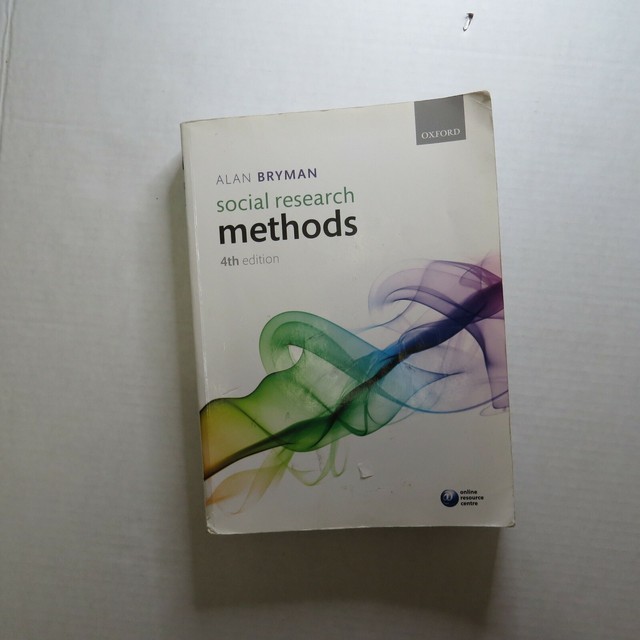 OXFORD
ALAN BRYMAN
social research
methods
4th edition
online
resource
centre